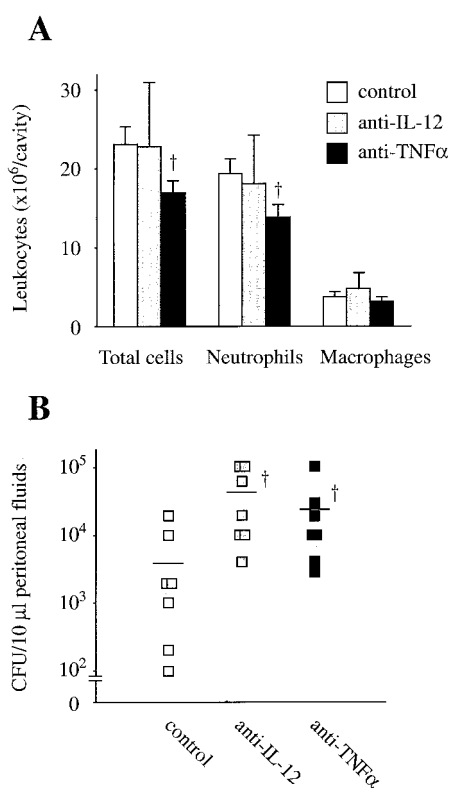 A
Leukocytes (x10⁶/cavity)
30
20
10
0
control
anti-IL-12
anti-TNFα
†
†
Total cells Neutrophils Macrophages
B
CFU/10 µl peritoneal fluids
10⁵
10⁴
10³
10²
0
†
†
control
anti-IL-12
anti-TNFα